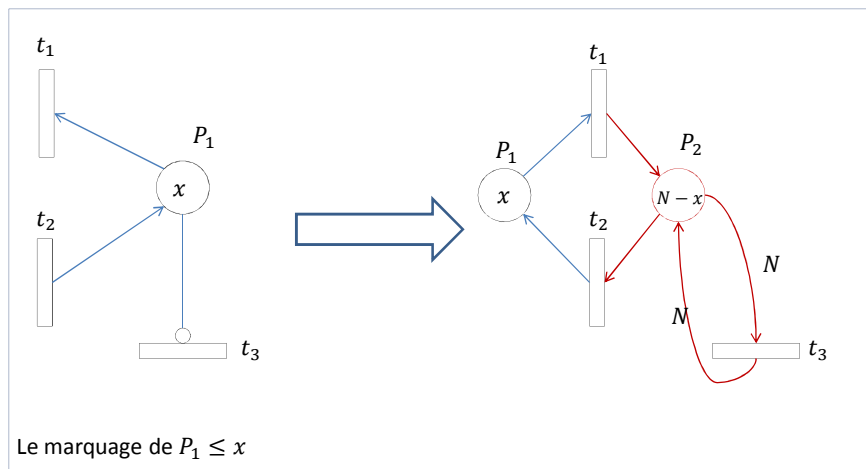 t₁
P₁
x
t₂
t₃
t₁
P₁
P₂
x
N − x
t₂
N
N
t₃
Le marquage de P₁ ≤ x